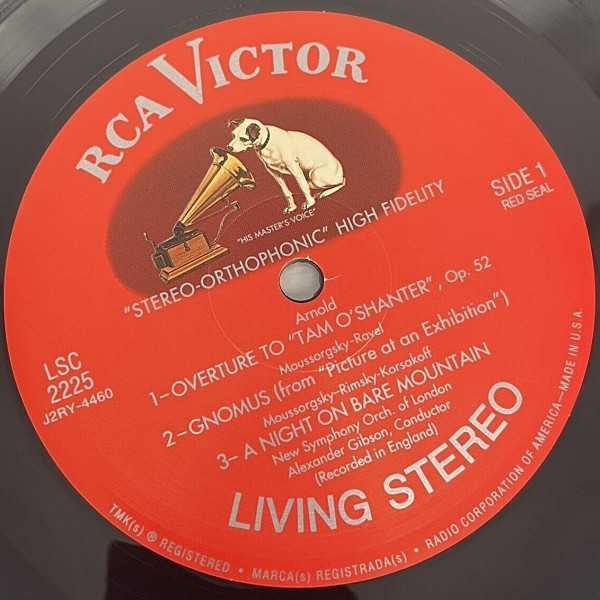 RCA VICTOR
"HIS MASTER'S VOICE"
"STEREO-ORTHOPHONIC" HIGH FIDELITY
SIDE 1
RED SEAL
LSC
2225
J2RY-4460
Arnold
1-OVERTURE TO "TAM O'SHANTER", Op. 52
Moussorgsky-Ravel
2-GNOMUS (from "Picture at an Exhibition")
Moussorgsky-Rimsky-Korsakoff
3- A NIGHT ON BARE MOUNTAIN
New Symphony Orch. of London
Alexander Gibson, Conductor
(Recorded in England)
LIVING STEREO
TMK(s) ® REGISTERED • MARCA(s) REGISTRADA(s) • RADIO CORPORATION OF AMERICA—MADE IN U.S.A.